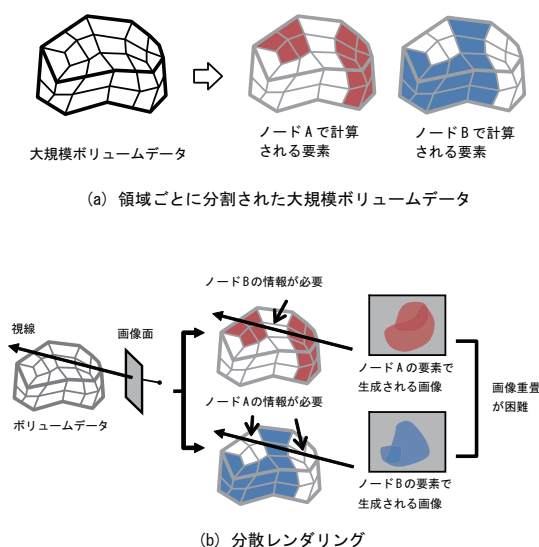 大規模ボリュームデータ
ノードAで計算
される要素
ノードBで計算
される要素
(a) 領域ごとに分割された大規模ボリュームデータ
ノードBの情報が必要
視線
画像面
ボリュームデータ
ノードAの要素で
生成される画像
ノードAの情報が必要
画像重畳
が困難
ノードBの要素で
生成される画像
(b) 分散レンダリング